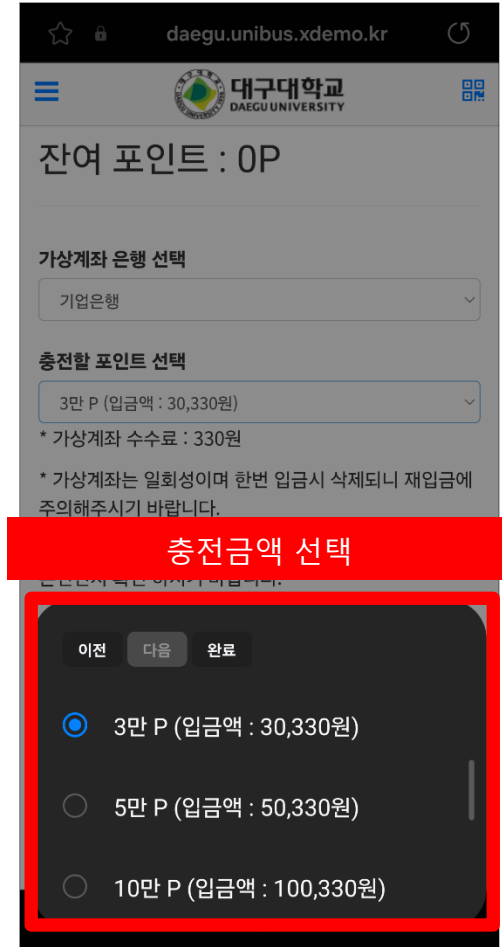 daegu.unibus.xdemo.kr
대구대학교
DAEGU UNIVERSITY
잔여 포인트 : 0P
가상계좌 은행 선택
기업은행
충전할 포인트 선택
3만 P (입금액 : 30,330원)
* 가상계좌 수수료 : 330원
* 가상계좌는 일회성이며 한번 입금시 삭제되니 재입금에
주의해주시기 바랍니다.
충전금액 선택
이전 다음 완료
3만 P (입금액 : 30,330원)
5만 P (입금액 : 50,330원)
10만 P (입금액 : 100,330원)